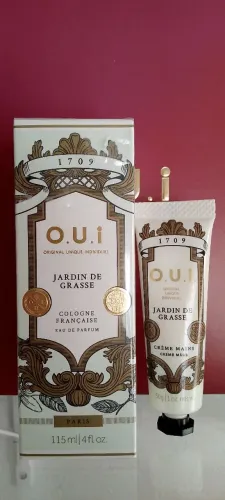 1709
O.U.i
ORIGINAL UNIQUE INDÉPENDENT
JARDIN DE
GRASSE
COLOGNE
FRANÇAISE
EAU DE PARFUM
PARIS
115 ml|4 fl oz.
1709
O.U.i
JARDIN DE
GRASSE
CRÈME MAINS